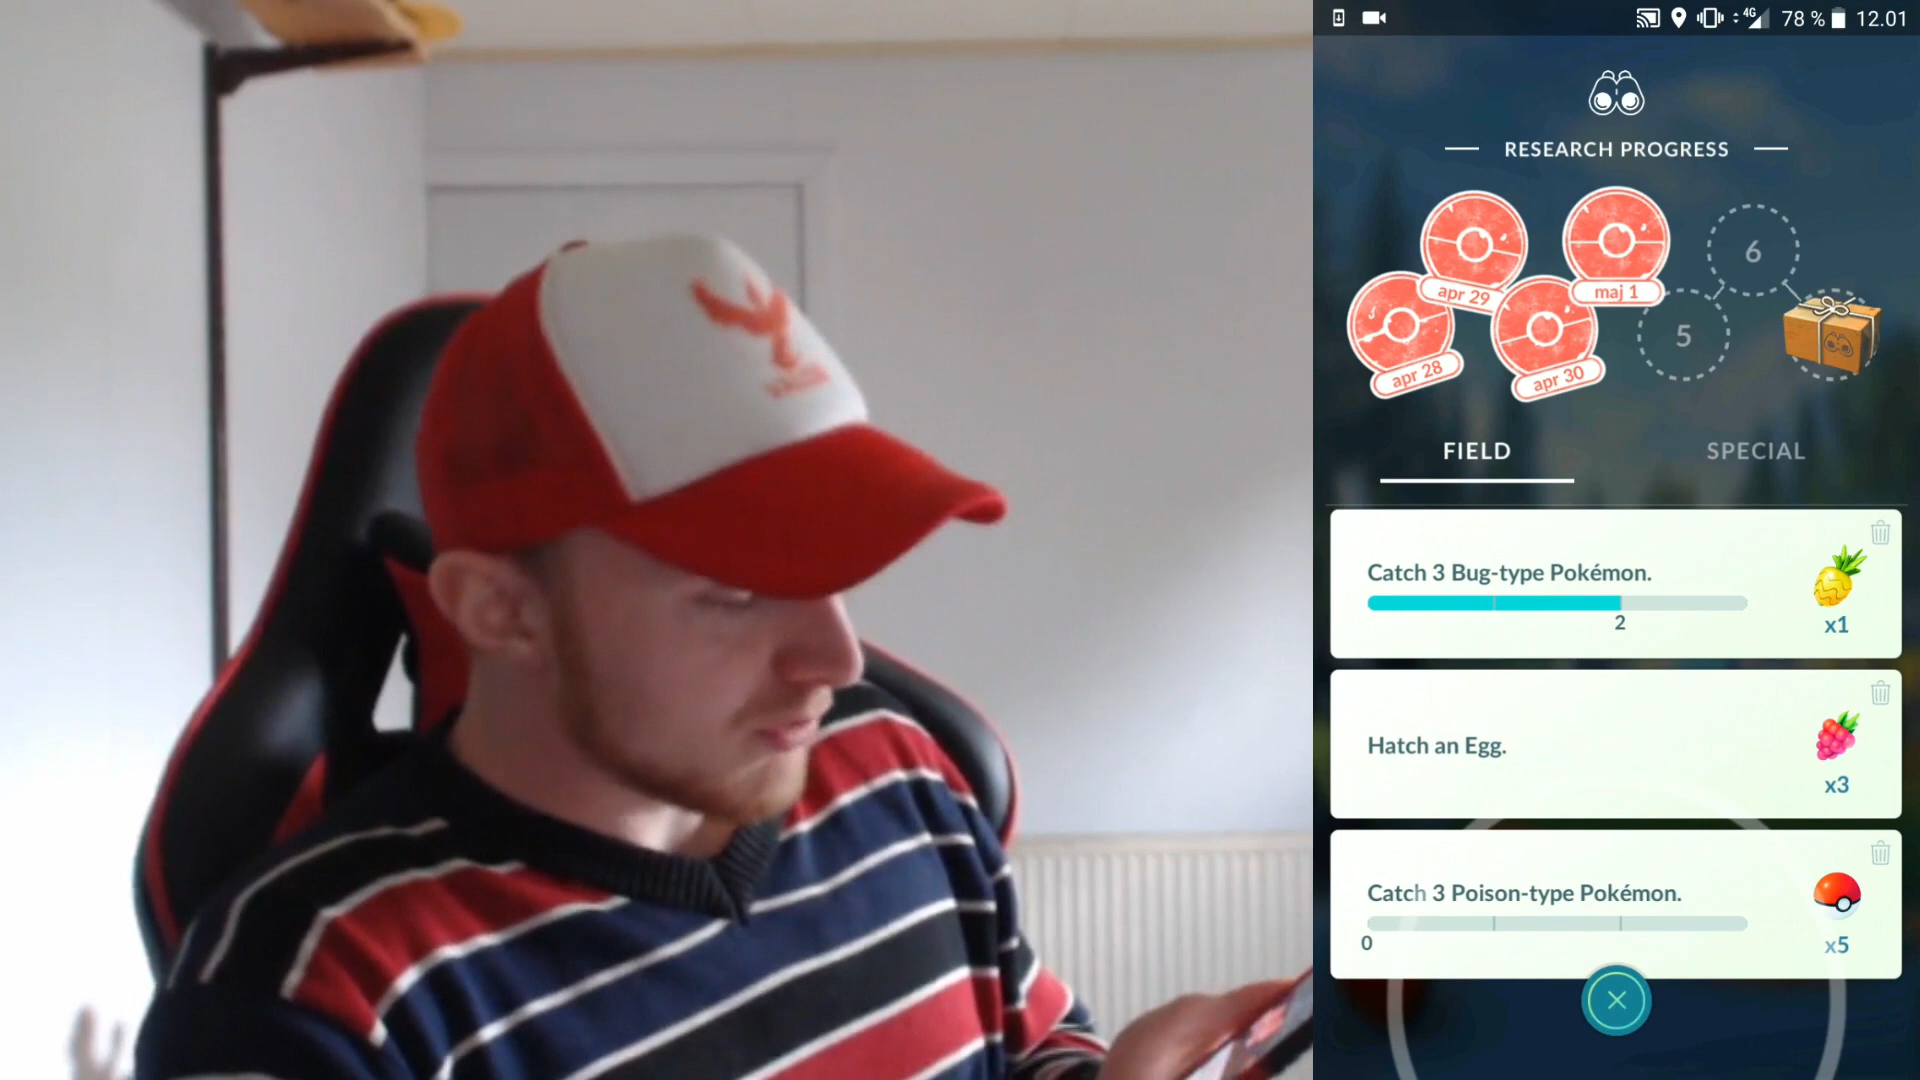 4G 78 % 12.01
RESEARCH PROGRESS
apr 28
apr 29
apr 30
maj 1
5
6
FIELD
SPECIAL
Catch 3 Bug-type Pokémon.
2
x1
Hatch an Egg.
x3
Catch 3 Poison-type Pokémon.
0
x5